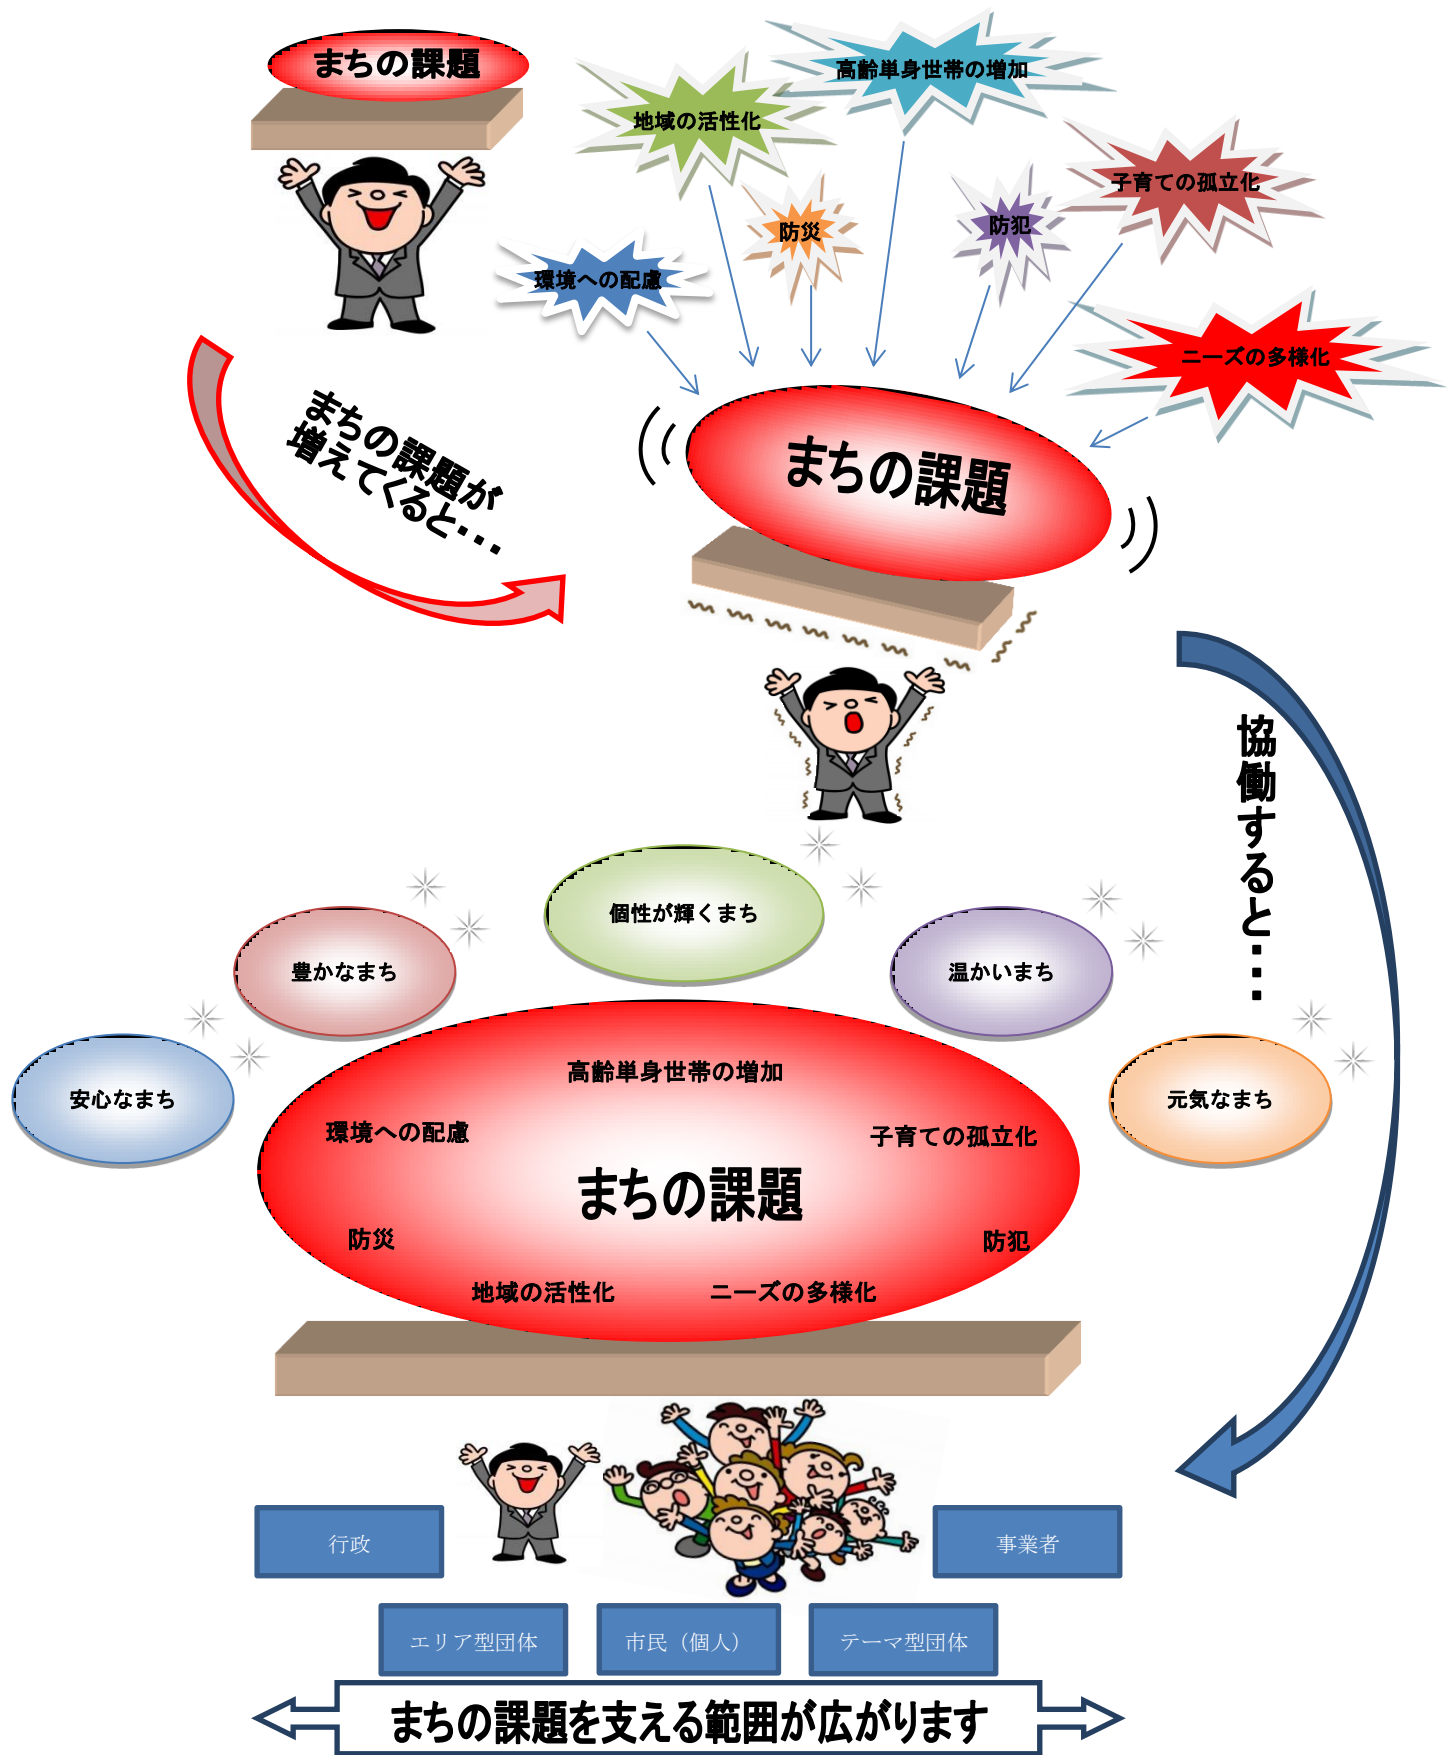 まちの課題
高齢単身世帯の増加
地域の活性化
子育ての孤立化
防災
防犯
環境への配慮
ニーズの多様化
まちの課題が
増えてくると・・・
まちの課題
協働すると・・・
個性が輝くまち
豊かなまち
温かいまち
安心なまち
元気なまち
高齢単身世帯の増加
環境への配慮
子育ての孤立化
まちの課題
防災
防犯
地域の活性化
ニーズの多様化
行政
事業者
エリア型団体
市民（個人）
テーマ型団体
まちの課題を支える範囲が広がります